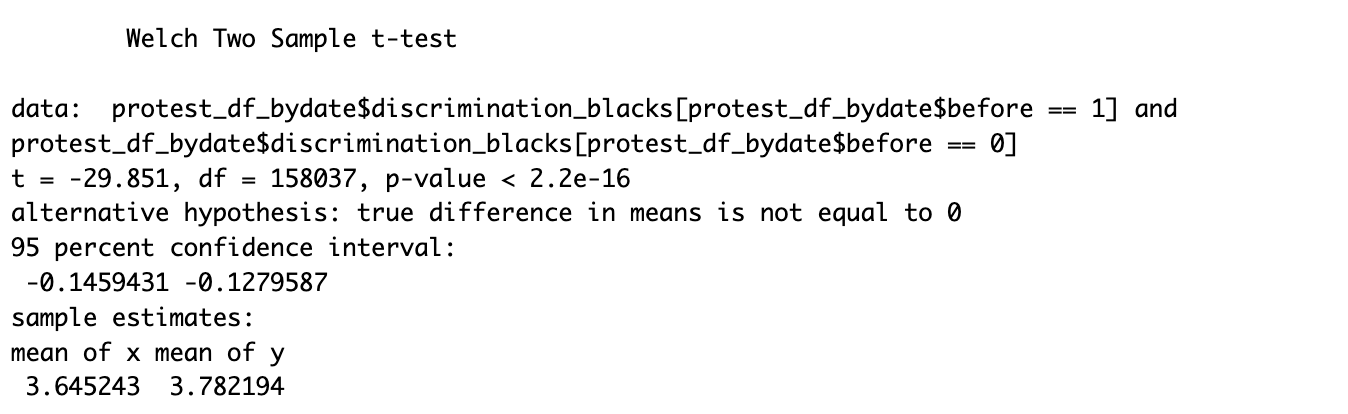 Welch Two Sample t-test
data:  protest_df_bydate$discrimination_blacks[protest_df_bydate$before == 1] and
protest_df_bydate$discrimination_blacks[protest_df_bydate$before == 0]
t = -29.851, df = 158037, p-value < 2.2e-16
alternative hypothesis: true difference in means is not equal to 0
95 percent confidence interval:
 -0.1459431 -0.1279587
sample estimates:
mean of x mean of y
 3.645243  3.782194